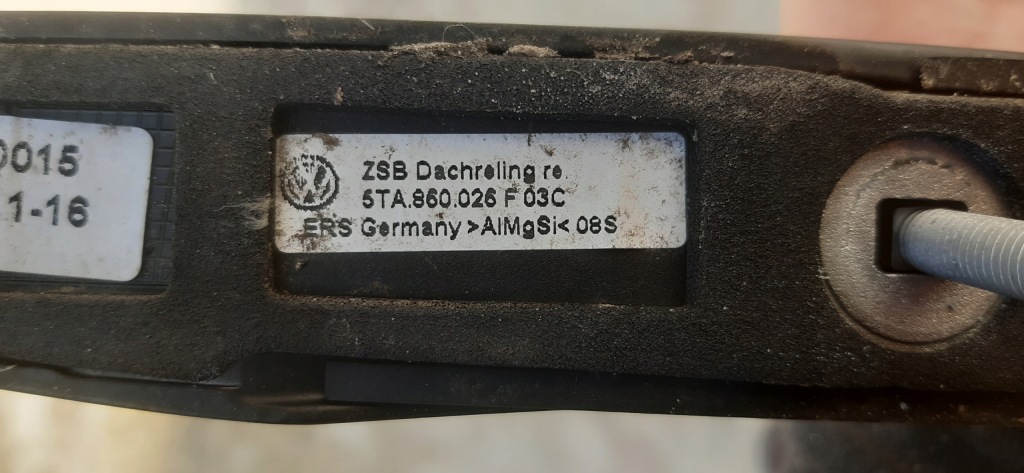 0015
1-16
ZSB Dachreling re.
5TA.860.026 F 03C
ERS Germany >AlMgSi< 08S